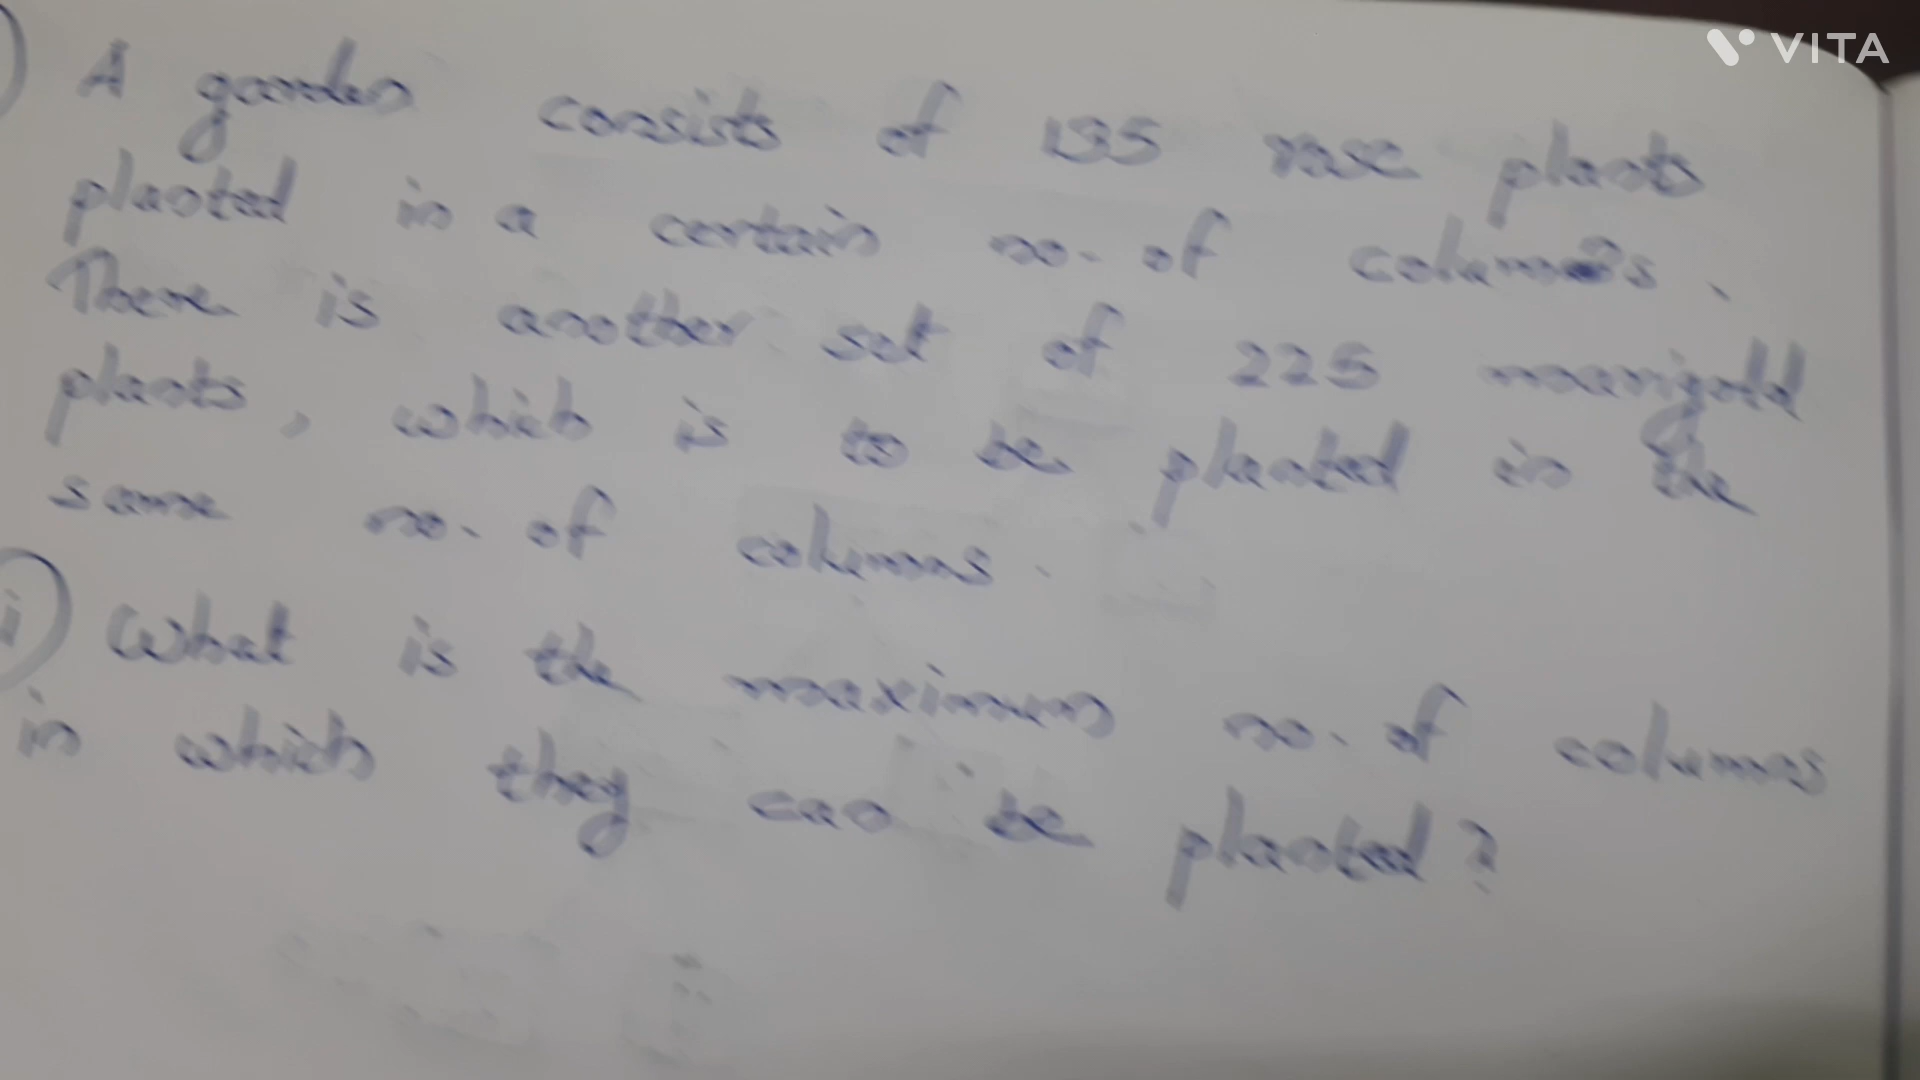 VITA
A garden consists of 135 rose plants
planted in a certain no. of columns.
There is another set of 225 marigold
plants, which is to be planted in the
same no. of columns.
i) What is the maximum no. of columns
in which they can be planted?